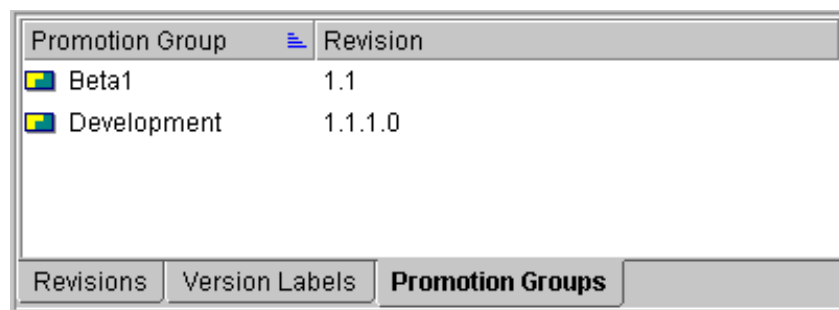 Promotion Group Revision
Beta1 1.1
Development 1.1.1.0
Revisions Version Labels Promotion Groups